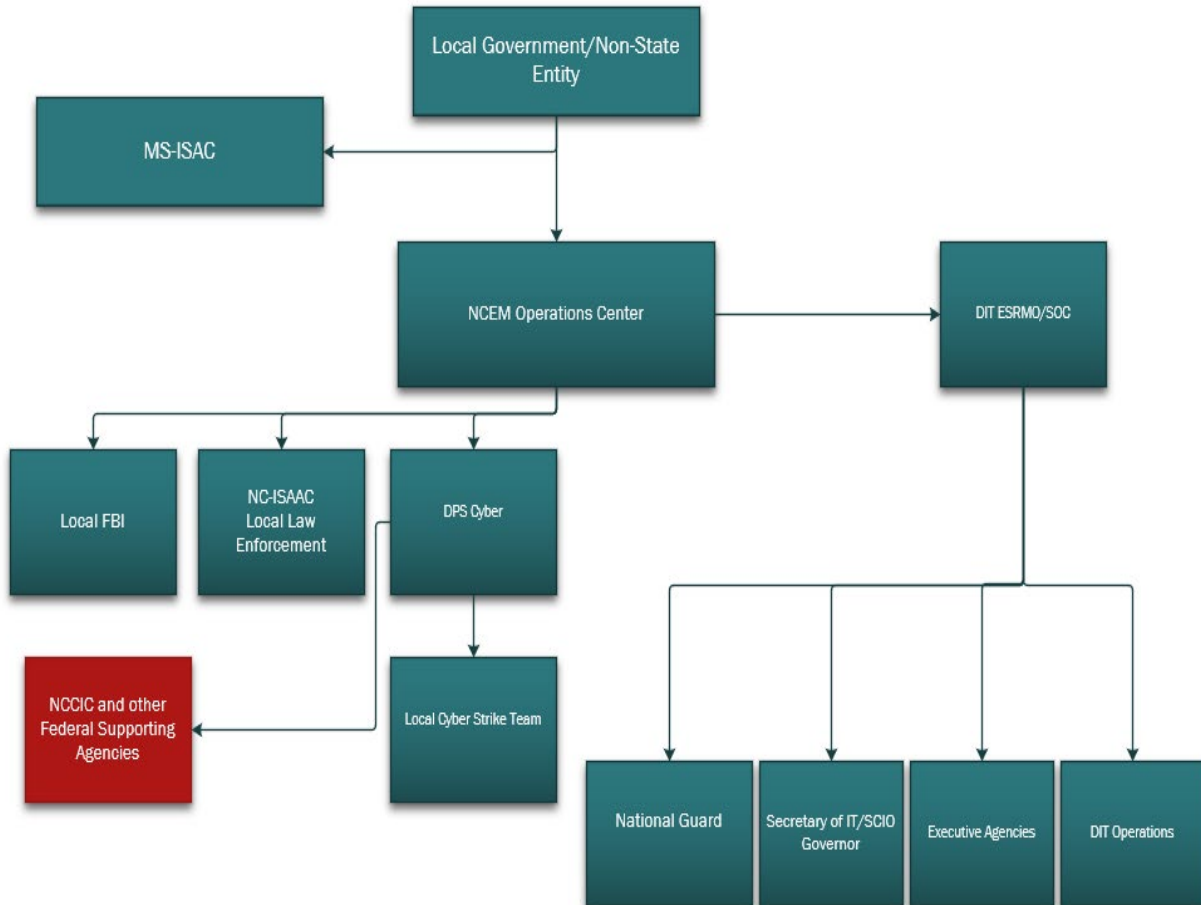 Local Government/Non-State
Entity
MS-ISAC
NCEM Operations Center
DIT ESRMO/SOC
Local FBI
NC-ISAAC
Local Law
Enforcement
DPS Cyber
NCCIC and other
Federal Supporting
Agencies
Local Cyber Strike Team
National Guard
Secretary of IT/SCIO
Governor
Executive Agencies
DIT Operations